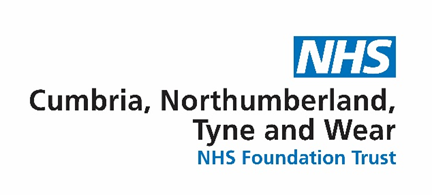 NHS
Cumbria, Northumberland,
Tyne and Wear
NHS Foundation Trust